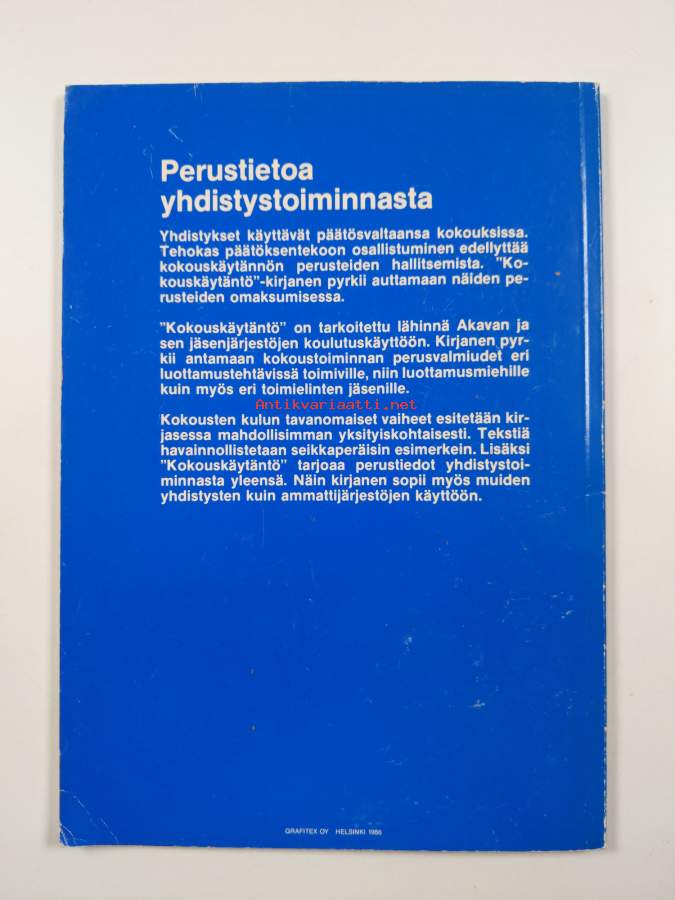 Perustietoa
yhdistystoiminnasta
Yhdistykset käyttävät päätösvaltaansa kokouksissa.
Tehokas päätöksentekoon osallistuminen edellyttää
kokouskäytännön perusteiden hallitsemista. "Ko-
kouskäytäntö"-kirjanen pyrkii auttamaan näiden pe-
rusteiden omaksumisessa.
"Kokouskäytäntö" on tarkoitettu lähinnä Akavan ja
sen jäsenjärjestöjen koulutuskäyttöön. Kirjanen pyr-
kii antamaan kokoustoiminnan perusvalmiudet eri
luottamustehtävissä toimiville, niin luottamusmiehille
kuin myös eri toimielinten jäsenille.
Antikvariaatti.net
Kokousten kulun tavanomaiset vaiheet esitetään kir-
jasessa mahdollisimman yksityiskohtaisesti. Tekstiä
havainnollistetaan seikkaperäisin esimerkein. Lisäksi
"Kokouskäytäntö" tarjoaa perustiedot yhdistystoi-
minnasta yleensä. Näin kirjanen sopii myös muiden
yhdistysten kuin ammattijärjestöjen käyttöön.
GRAFITEX OY HELSINKI 1986